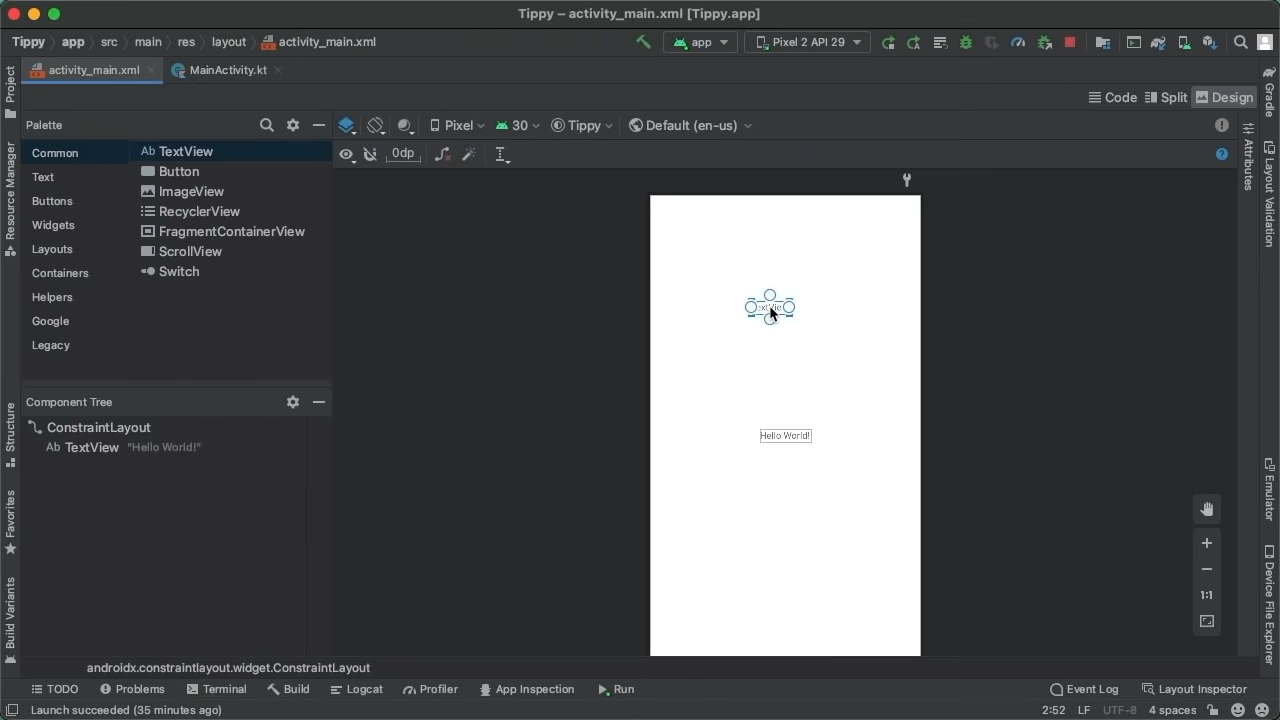 Tippy – activity_main.xml [Tippy.app]
Tippy app src main res layout activity_main.xml app Pixel 2 API 29
activity_main.xml MainActivity.kt
Code Split Design
Palette Pixel 30 Tippy Default (en-us)
0dp
Common
Text
Buttons
Widgets
Layouts
Containers
Helpers
Google
Legacy
Ab TextView
Button
ImageView
RecyclerView
FragmentContainerView
ScrollView
Switch
Component Tree
ConstraintLayout
Ab TextView "Hello World!"
Hello World!
1:1
Project
Resource Manager
Structure
Favorites
Build Variants
Gradle
Attributes
Layout Validation
Emulator
Device File Explorer
androidx.constraintlayout.widget.ConstraintLayout
TODO Problems Terminal Build Logcat Profiler App Inspection Run Event Log Layout Inspector
Launch succeeded (35 minutes ago) 2:52 LF UTF-8 4 spaces